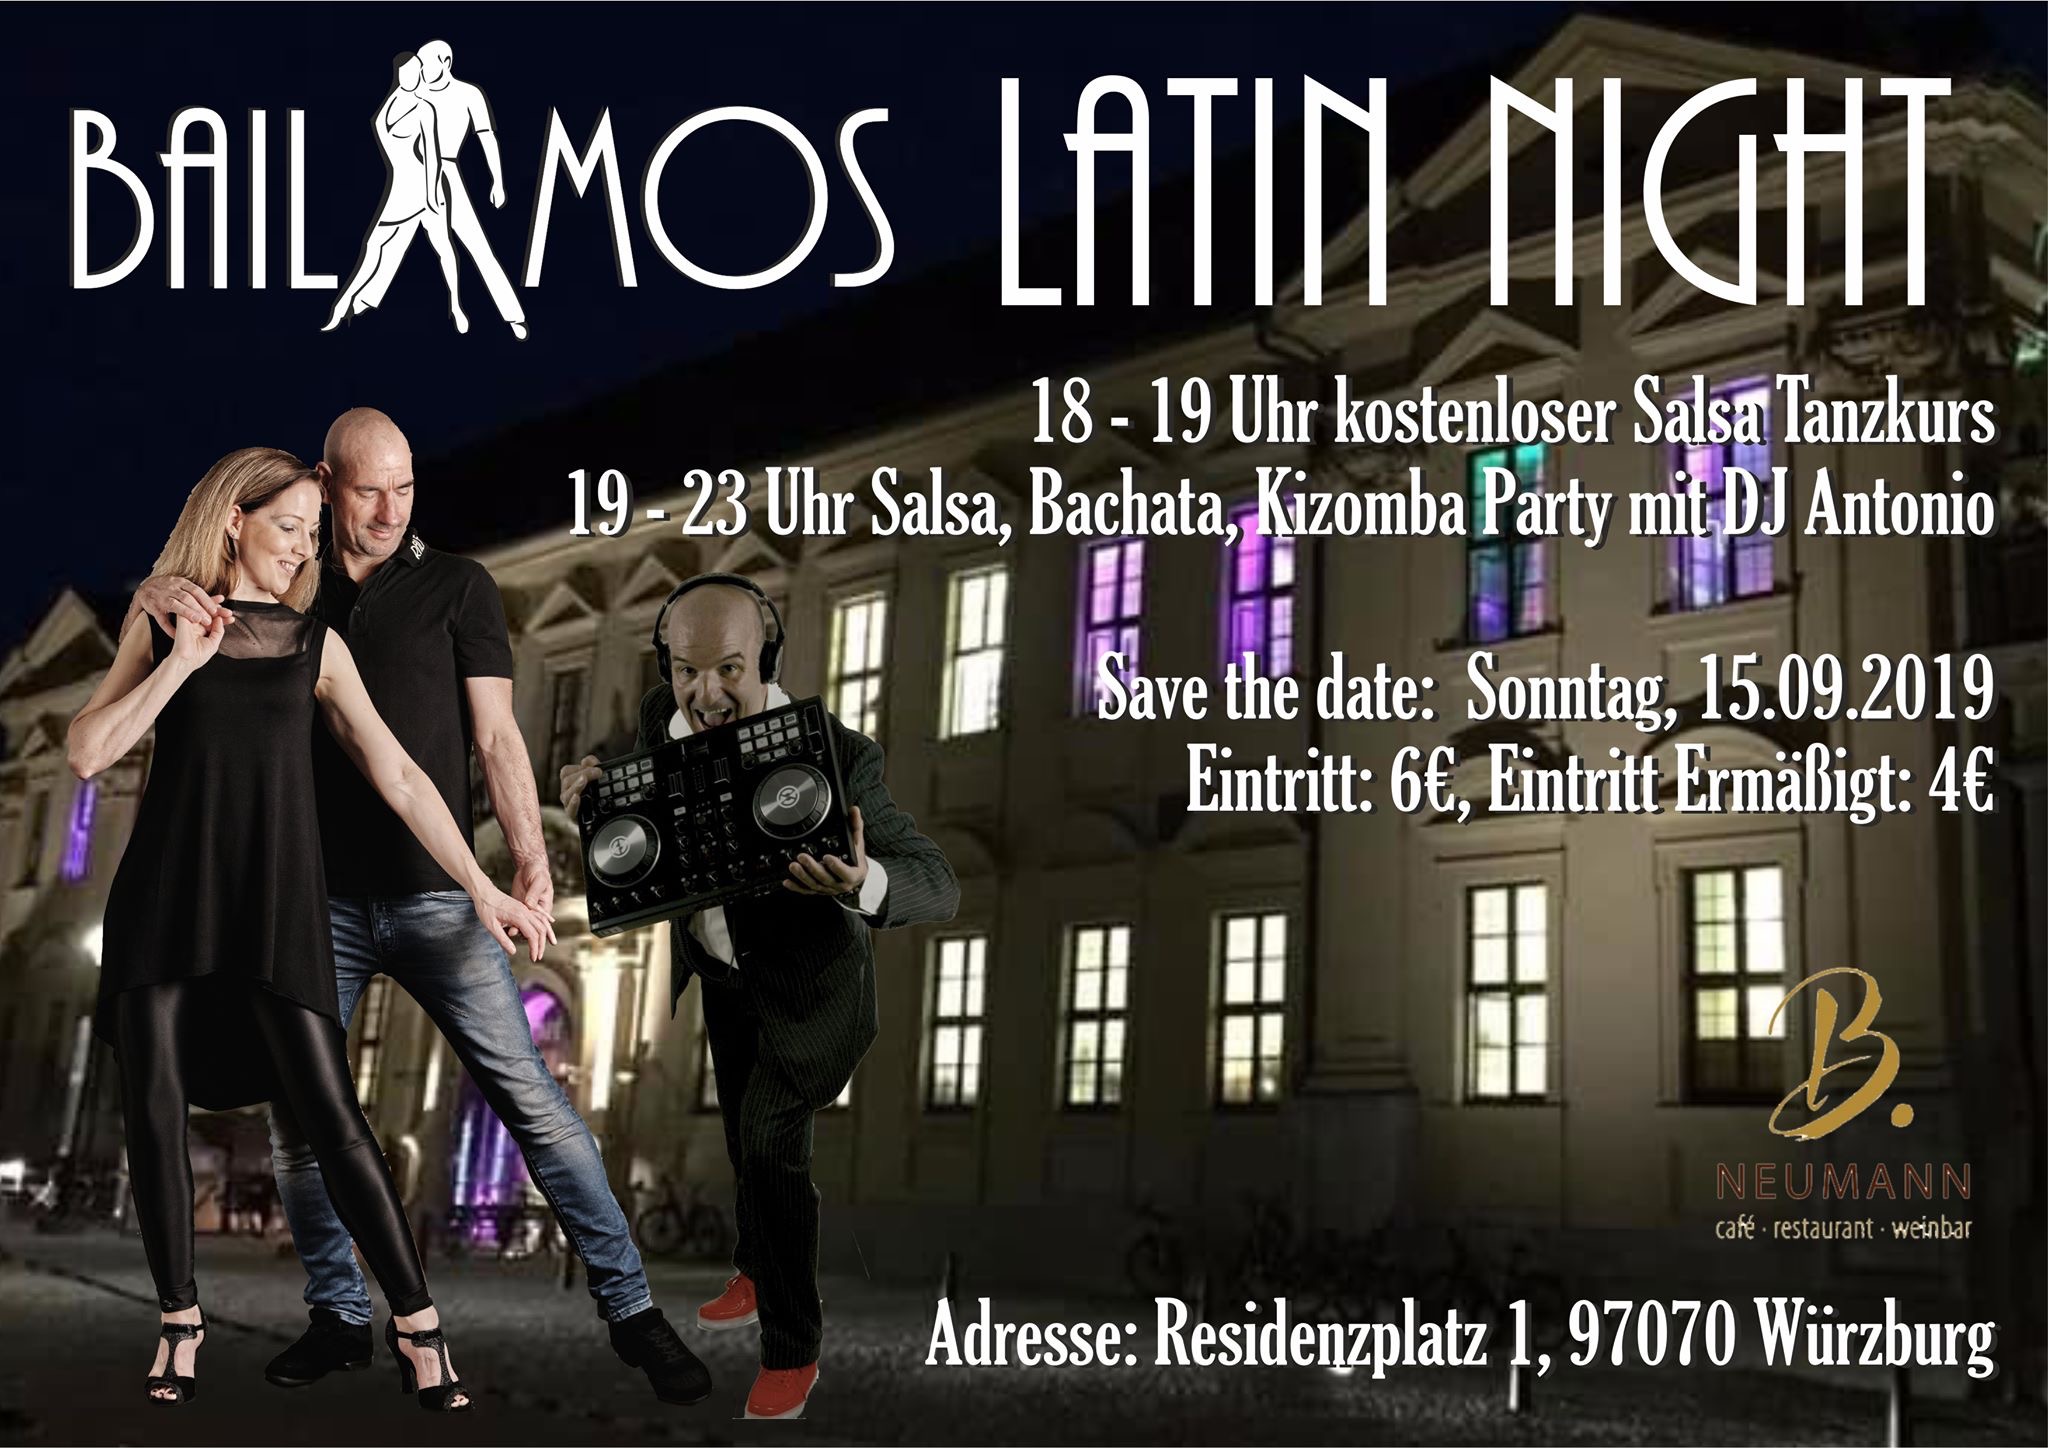 BAILAMOS LATIN NIGHT
18 - 19 Uhr kostenloser Salsa Tanzkurs
19 - 23 Uhr Salsa, Bachata, Kizomba Party mit DJ Antonio
Save the date: Sonntag, 15.09.2019
Eintritt: 6€, Eintritt Ermäßigt: 4€
B.
NEUMANN
café · restaurant · weinbar
Adresse: Residenzplatz 1, 97070 Würzburg